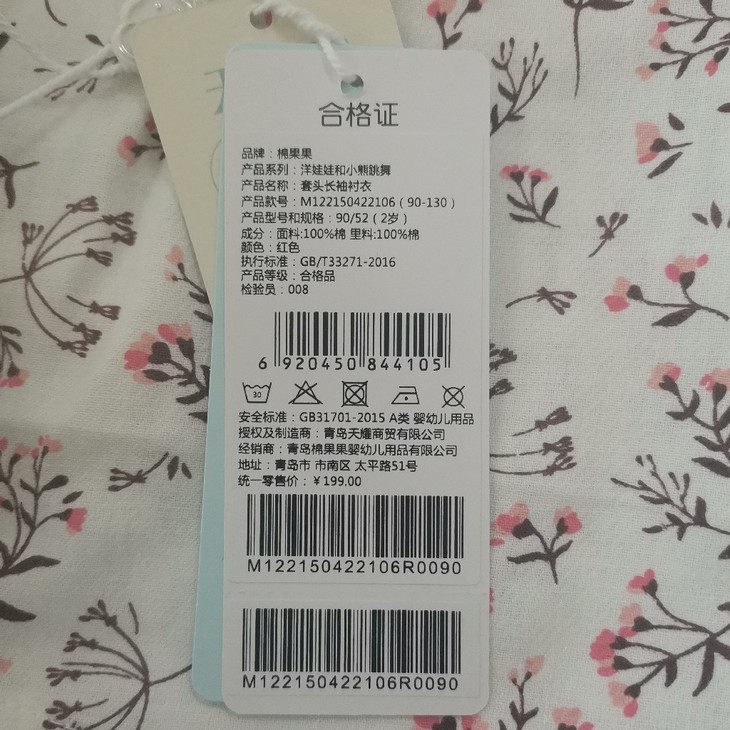 合格证
品牌：棉果果
产品系列：洋娃娃和小熊跳舞
产品名称：套头长袖衬衣
产品款号：M122150422106（90-130）
产品型号和规格：90/52（2岁）
成分：面料:100%棉 里料:100%棉
颜色：红色
执行标准：GB/T33271-2016
产品等级：合格品
检验员：008
6 920450 844105
30
安全标准：GB31701-2015 A类 婴幼儿用品
授权及制造商：青岛天耀商贸有限公司
经销商：青岛棉果果婴幼儿用品有限公司
地址：青岛市 市南区 太平路51号
统一零售价：￥199.00
M122150422106R0090
M122150422106R0090